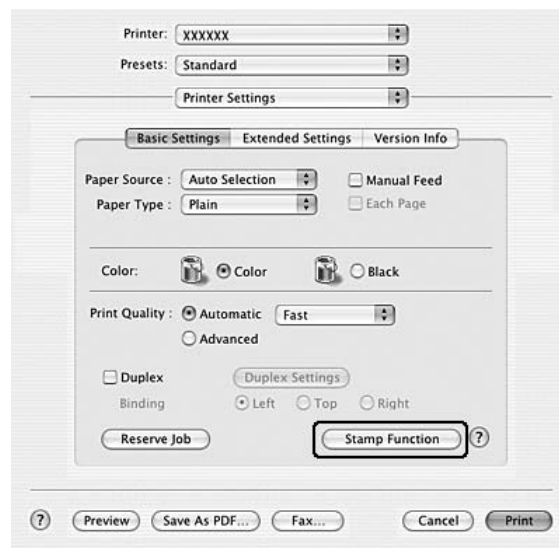 Printer: XXXXXX
Presets: Standard
Printer Settings
Basic Settings Extended Settings Version Info
Paper Source : Auto Selection Manual Feed
Paper Type : Plain Each Page
Color: Color Black
Print Quality : Automatic Fast
Advanced
Duplex Duplex Settings
Binding Left Top Right
Reserve Job Stamp Function ?
? Preview Save As PDF... Fax... Cancel Print